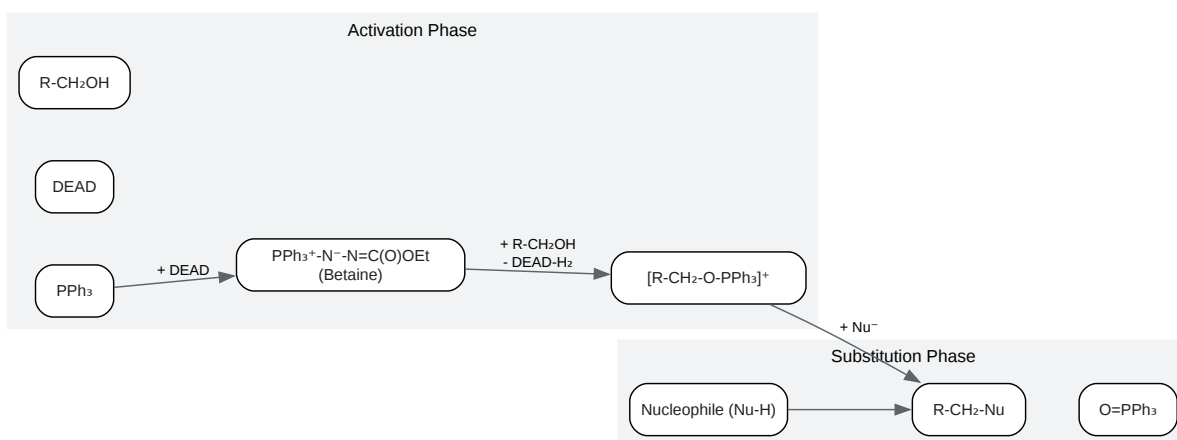 Activation Phase
R-CH₂OH
DEAD
PPh₃
+ DEAD
PPh₃⁺-N⁻-N=C(O)OEt
(Betaine)
+ R-CH₂OH
- DEAD-H₂
[R-CH₂-O-PPh₃]⁺
+ Nu⁻
Substitution Phase
Nucleophile (Nu-H)
R-CH₂-Nu
O=PPh₃